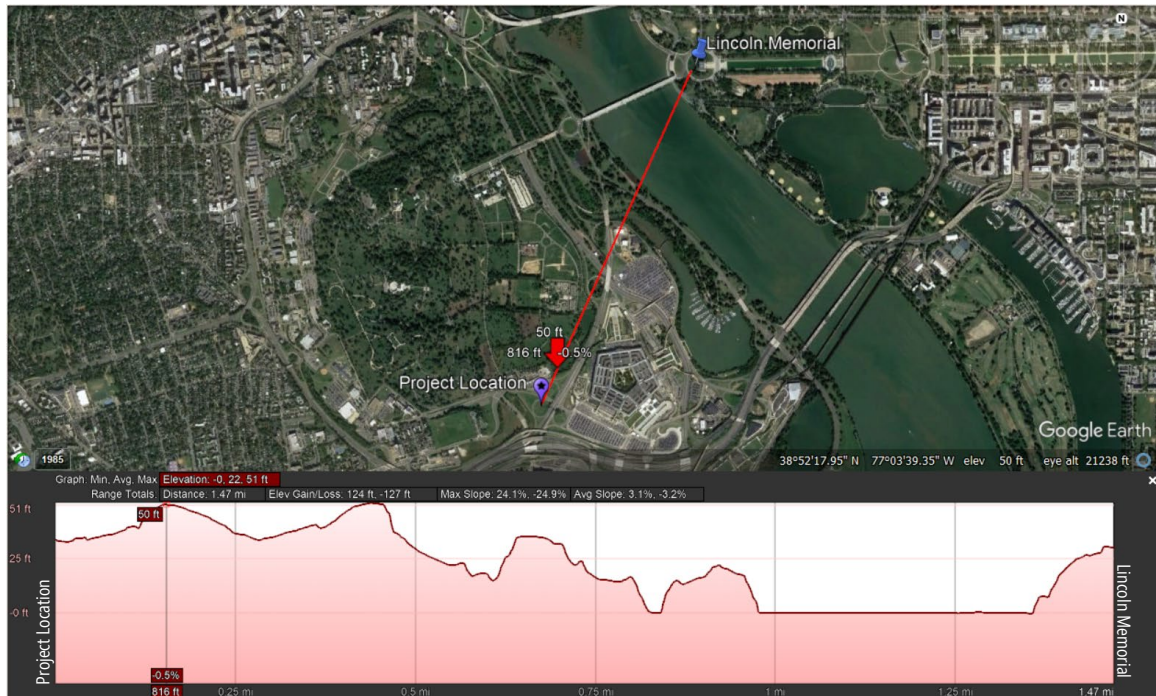 N
Lincoln Memorial
50 ft
816 ft -0.5%
Project Location
Google Earth
1985
38°52'17.95" N 77°03'39.35" W elev 50 ft eye alt 21238 ft
Graph: Min, Avg, Max Elevation: -0, 22, 51 ft
Range Totals: Distance: 1.47 mi Elev Gain/Loss: 124 ft, -127 ft Max Slope: 24.1%, -24.9% Avg Slope: 3.1%, -3.2%
51 ft
50 ft
25 ft
-0 ft
Project Location
Lincoln Memorial
-0.5%
816 ft 0.25 mi 0.5 mi 0.75 mi 1 mi 1.25 mi 1.47 mi